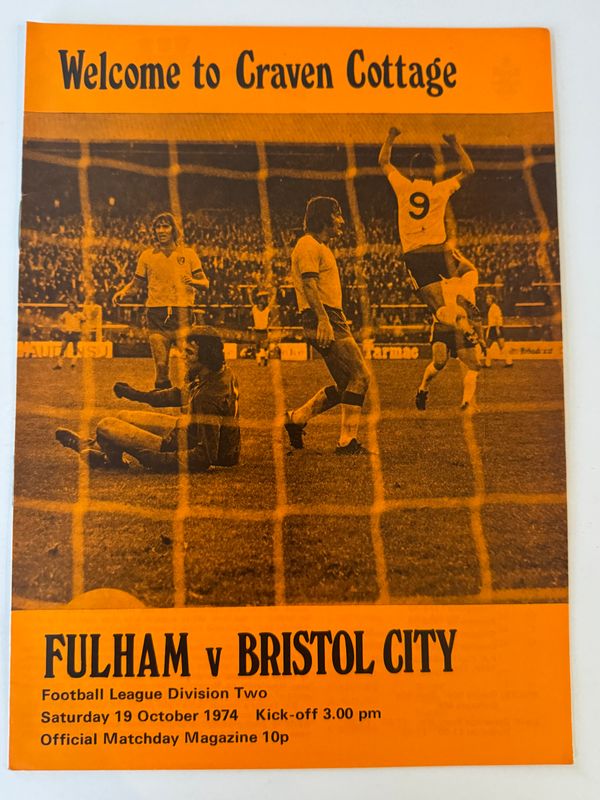 Welcome to Craven Cottage
9
Tarmac
FULHAM v BRISTOL CITY
Football League Division Two
Saturday 19 October 1974 Kick-off 3.00 pm
Official Matchday Magazine 10p